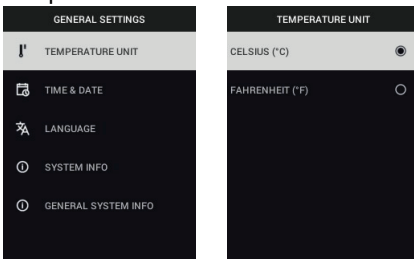 GENERAL SETTINGS
TEMPERATURE UNIT
TIME & DATE
LANGUAGE
SYSTEM INFO
GENERAL SYSTEM INFO
TEMPERATURE UNIT
CELSIUS (°C)
FAHRENHEIT (°F)